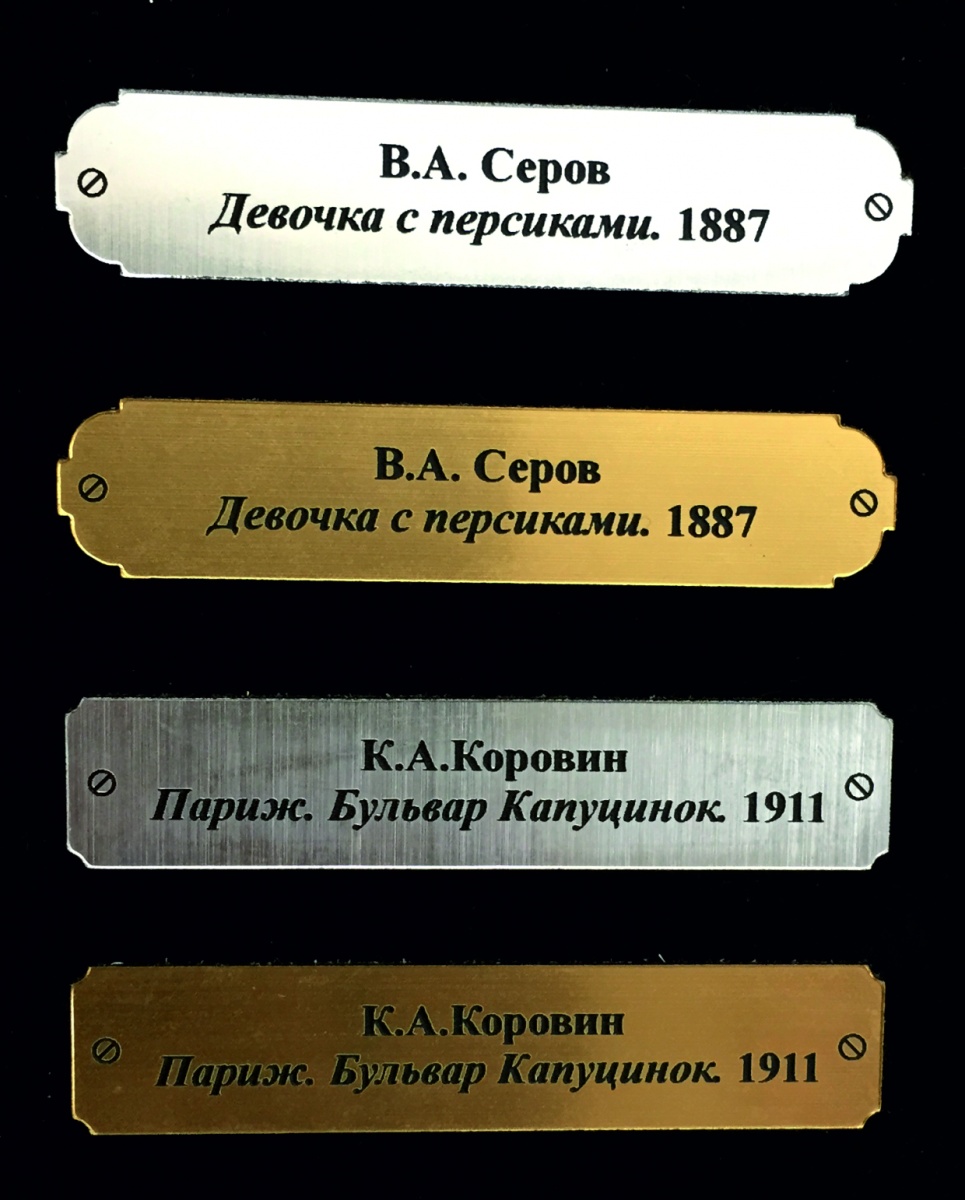 В.А. Серов
Девочка с персиками. 1887
В.А. Серов
Девочка с персиками. 1887
К.А.Коровин
Париж. Бульвар Капуцинок. 1911
К.А.Коровин
Париж. Бульвар Капуцинок. 1911